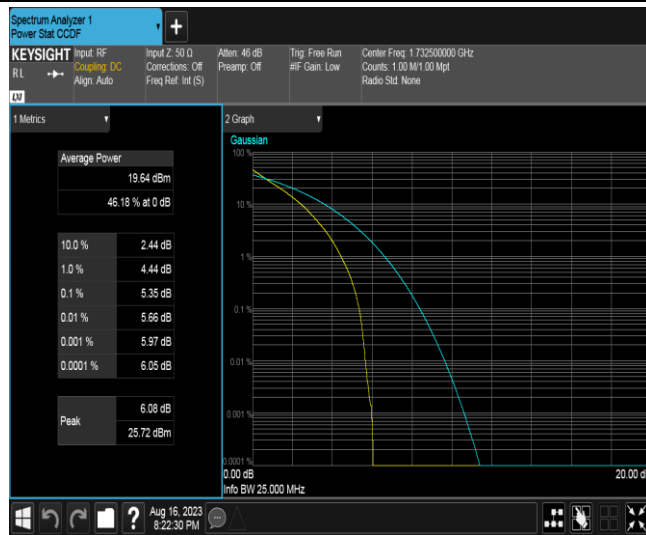 Spectrum Analyzer 1
Power Stat CCDF
+
KEYSIGHT
RL
LXI
Input: RF
Coupling: DC
Align: Auto
Input Z: 50 Ω
Corrections: Off
Freq Ref: Int (S)
Atten: 46 dB
Preamp: Off
Trig: Free Run
#IF Gain: Low
Center Freq: 1.732500000 GHz
Counts: 1.00 M/1.00 Mpt
Radio Std: None
1 Metrics
Average Power
19.64 dBm
46.18 % at 0 dB
10.0 % 2.44 dB
1.0 % 4.44 dB
0.1 % 5.35 dB
0.01 % 5.66 dB
0.001 % 5.97 dB
0.0001 % 6.05 dB
Peak 6.08 dB
25.72 dBm
2 Graph
Gaussian
100 %
10 %
1 %
0.1 %
0.01 %
0.001 %
0.0001 %
0.00 dB
20.00 d
Info BW 25.000 MHz
?
Aug 16, 2023
8:22:30 PM